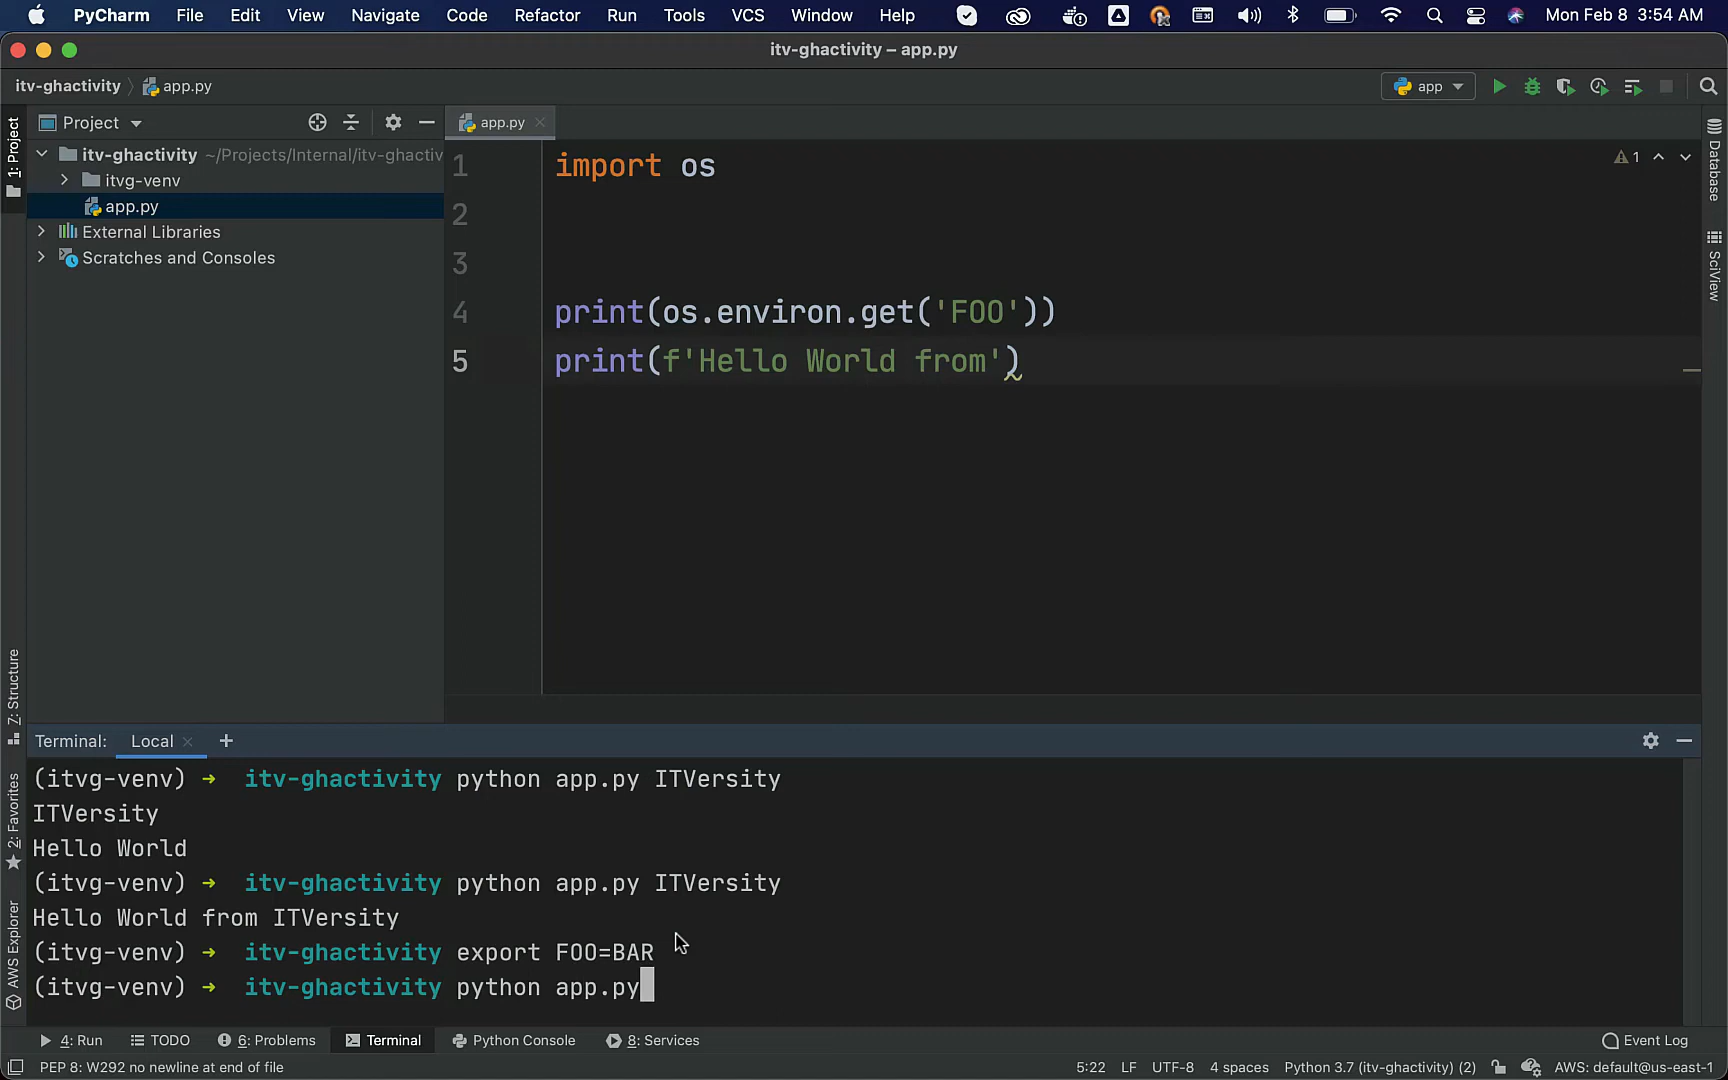 PyCharm File Edit View Navigate Code Refactor Run Tools VCS Window Help Mon Feb 8 3:54 AM
itv-ghactivity – app.py
itv-ghactivity app.py app
1: Project
Project
app.py
itv-ghactivity ~/Projects/Internal/itv-ghactiv
itvg-venv
app.py
External Libraries
Scratches and Consoles
1 import os
2
3
4 print(os.environ.get('FOO'))
5 print(f'Hello World from')
1
Database
SciView
7: Structure
2: Favorites
AWS Explorer
Terminal: Local +
(itvg-venv) → itv-ghactivity python app.py ITVersity
ITVersity
Hello World
(itvg-venv) → itv-ghactivity python app.py ITVersity
Hello World from ITVersity
(itvg-venv) → itv-ghactivity export FOO=BAR
(itvg-venv) → itv-ghactivity python app.py
4: Run TODO 6: Problems Terminal Python Console 8: Services Event Log
PEP 8: W292 no newline at end of file 5:22 LF UTF-8 4 spaces Python 3.7 (itv-ghactivity) (2) AWS: default@us-east-1